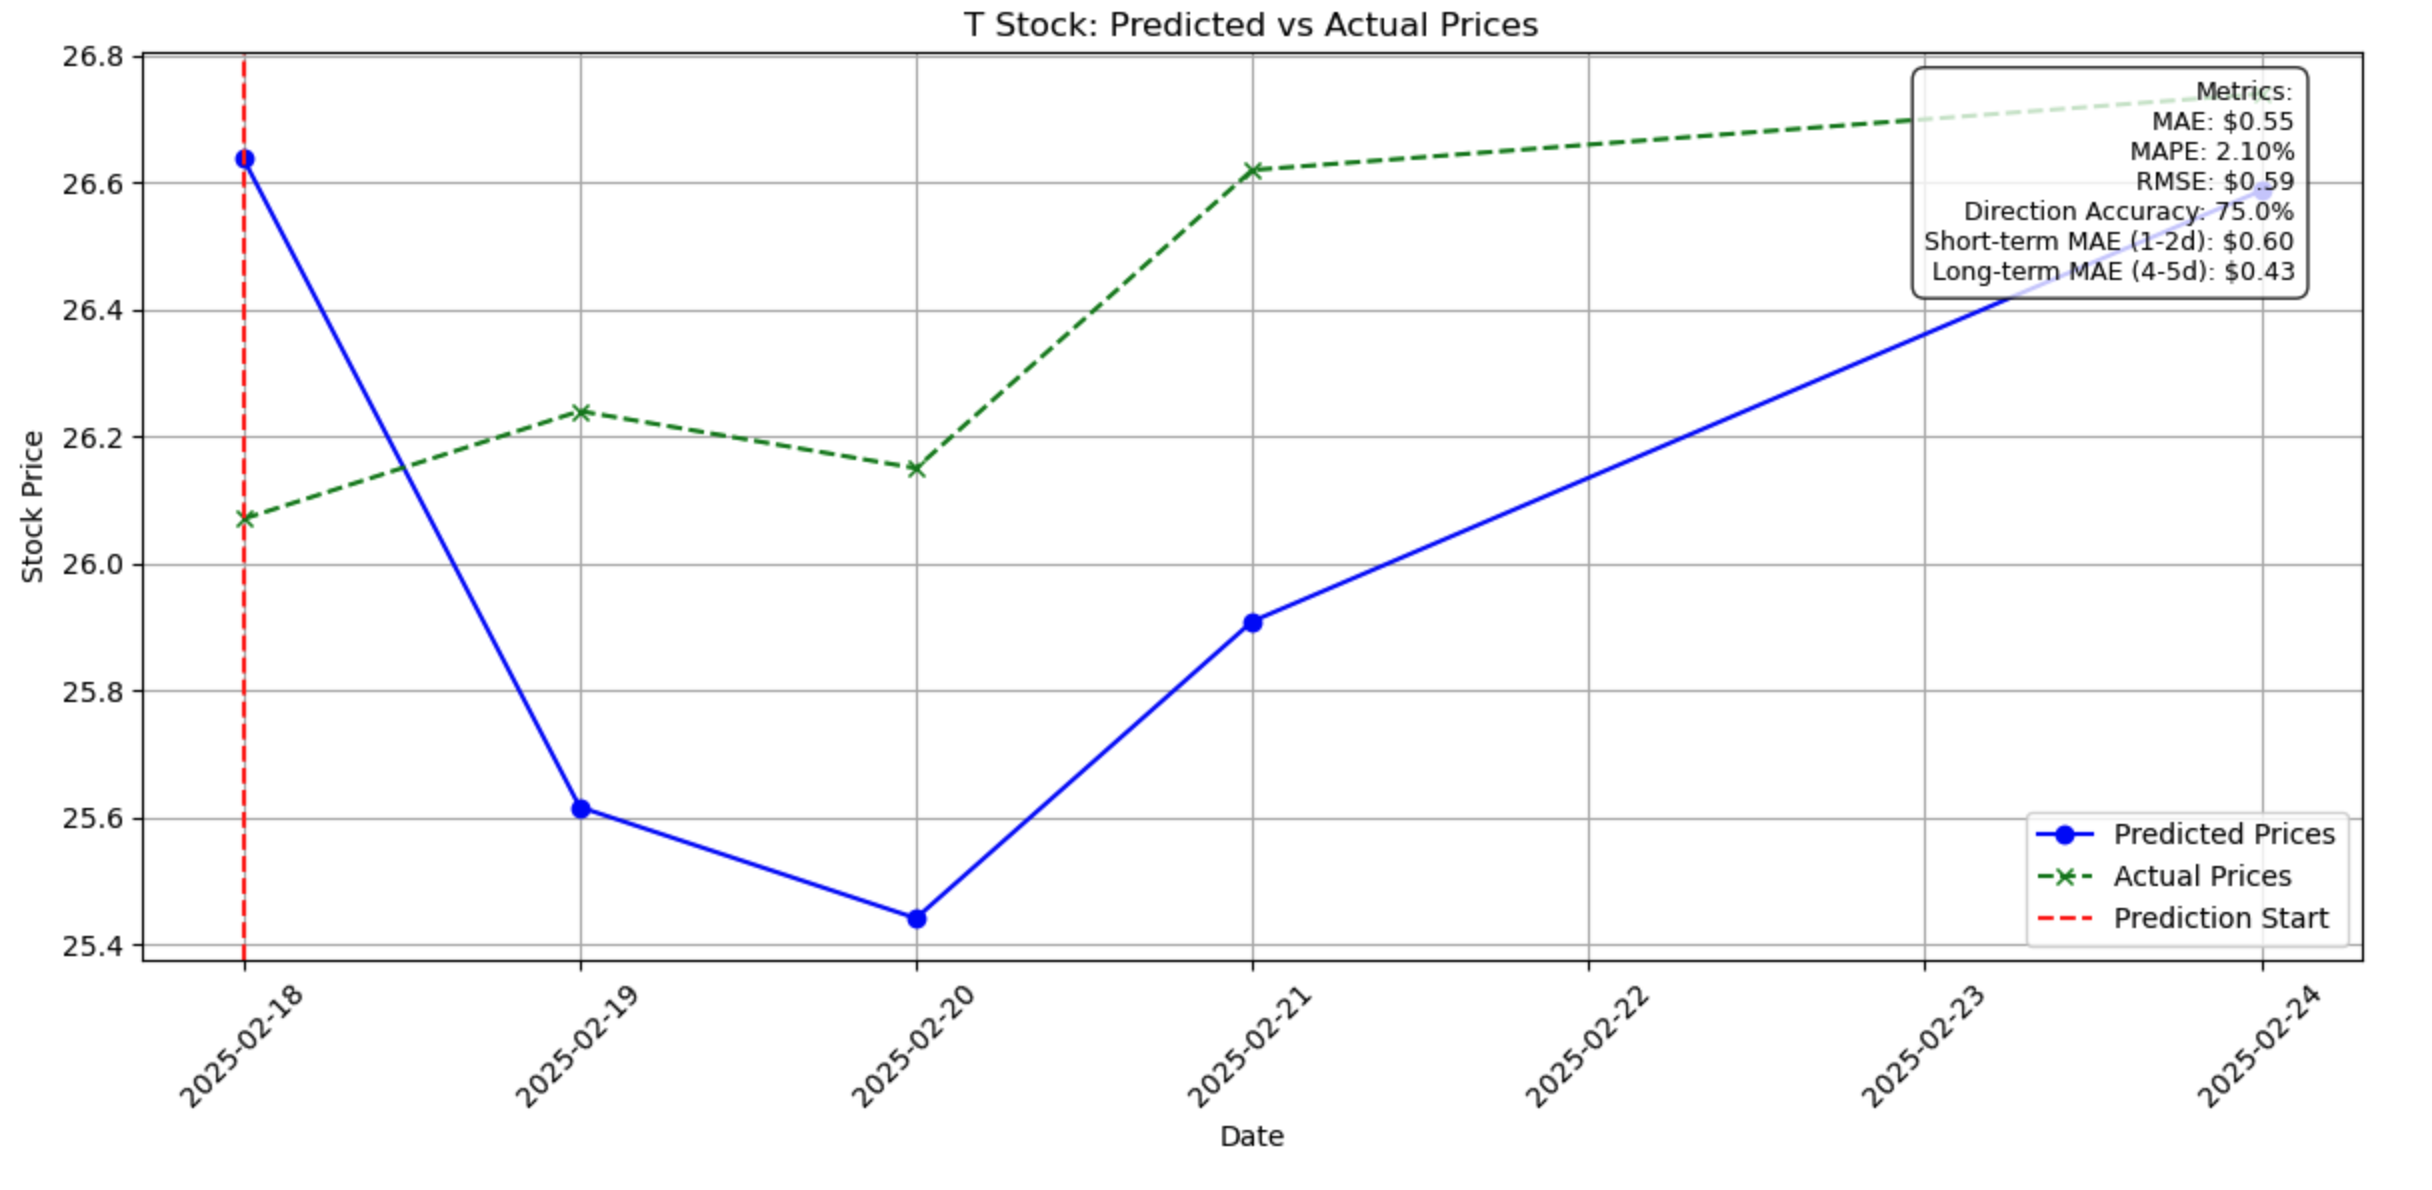 T Stock: Predicted vs Actual Prices
Stock Price
26.8
26.6
26.4
26.2
26.0
25.8
25.6
25.4
Metrics:
MAE: $0.55
MAPE: 2.10%
RMSE: $0.59
Direction Accuracy: 75.0%
Short-term MAE (1-2d): $0.60
Long-term MAE (4-5d): $0.43
Predicted Prices
Actual Prices
Prediction Start
2025-02-18
2025-02-19
2025-02-20
2025-02-21
2025-02-22
2025-02-23
2025-02-24
Date